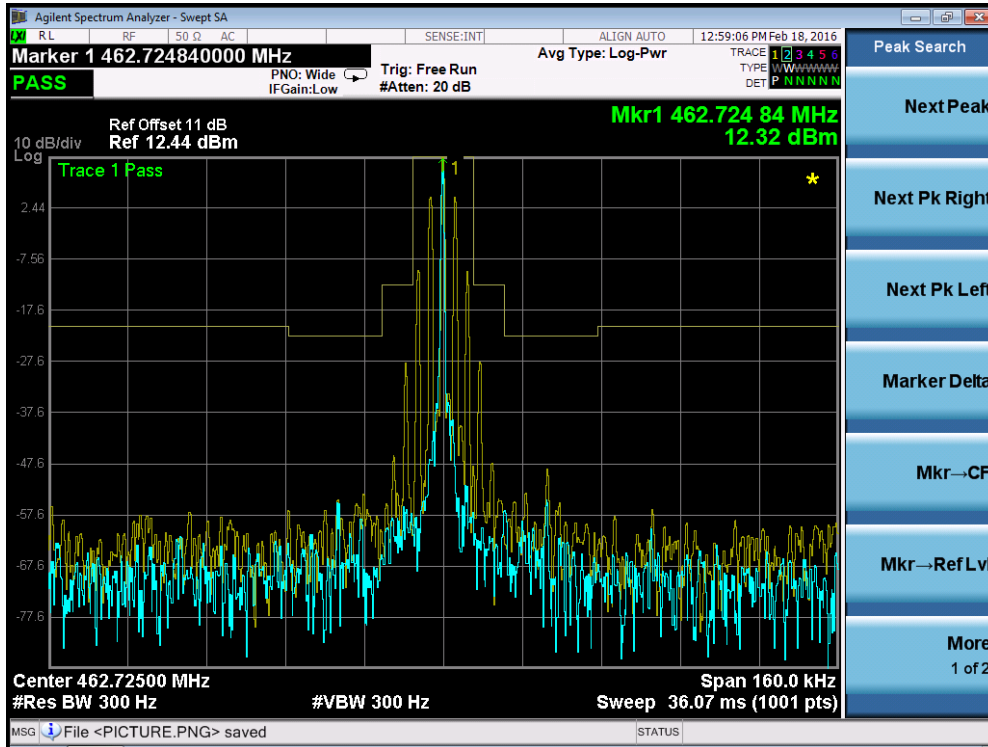 Agilent Spectrum Analyzer - Swept SA
LXI RL RF 50 Ω AC SENSE:INT ALIGN AUTO 12:59:06 PM Feb 18, 2016
Marker 1 462.724840000 MHz
Avg Type: Log-Pwr
TRACE 1 2 3 4 5 6
TYPE WWWWWW
DET P N N N N N
PASS
PNO: Wide
IFGain:Low
Trig: Free Run
#Atten: 20 dB
Mkr1 462.724 84 MHz
12.32 dBm
Ref Offset 11 dB
10 dB/div Ref 12.44 dBm
Log
Trace 1 Pass
1
*
2.44
-7.56
-17.6
-27.6
-37.6
-47.6
-57.6
-67.6
-77.6
Center 462.72500 MHz
Span 160.0 kHz
#Res BW 300 Hz
#VBW 300 Hz
Sweep 36.07 ms (1001 pts)
MSG File <PICTURE.PNG> saved
STATUS
Peak Search
Next Peak
Next Pk Right
Next Pk Left
Marker Delta
Mkr→CF
Mkr→Ref Lvl
More
1 of 2